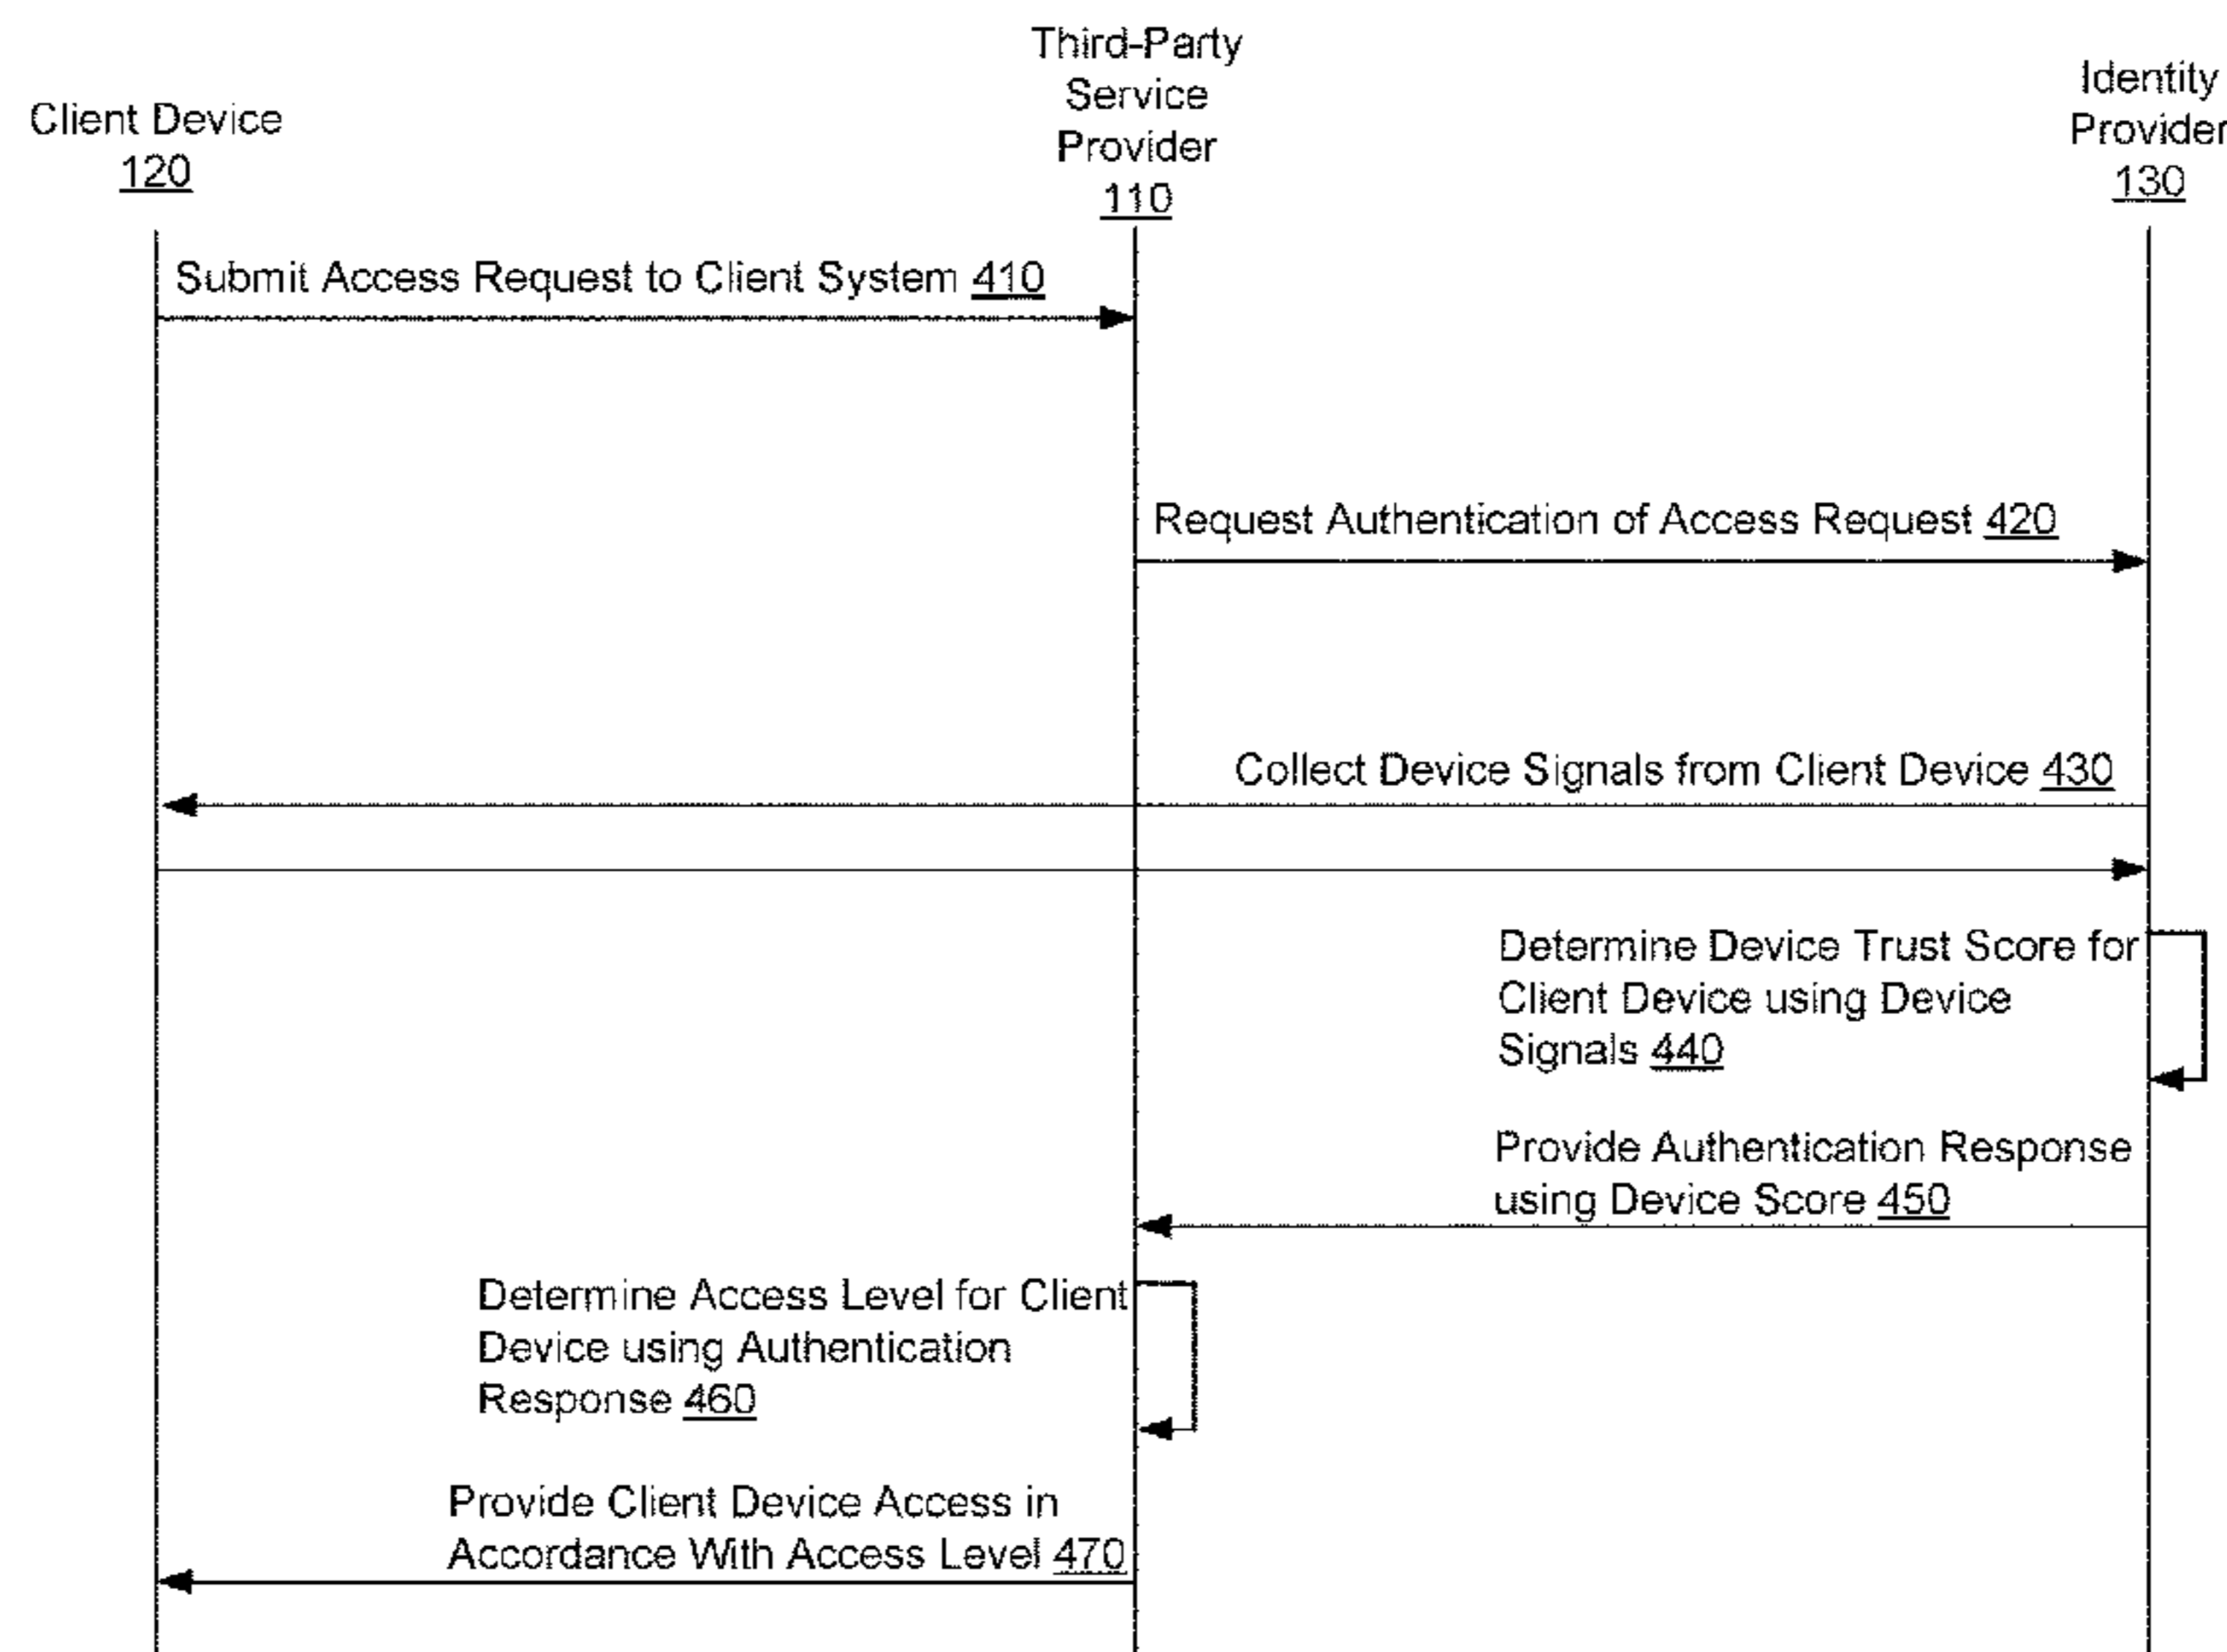 Client Device
120
Third-Party
Service
Provider
110
Identity
Provider
130
Submit Access Request to Client System 410
Request Authentication of Access Request 420
Collect Device Signals from Client Device 430
Determine Device Trust Score for
Client Device using Device
Signals 440
Provide Authentication Response
using Device Score 450
Determine Access Level for Client
Device using Authentication
Response 460
Provide Client Device Access in
Accordance With Access Level 470